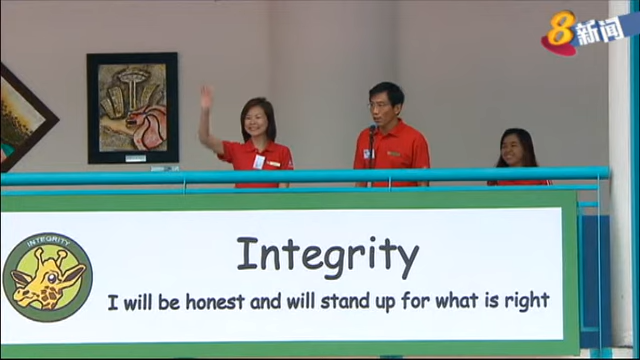 8新闻
INTEGRITY
Integrity
I will be honest and will stand up for what is right